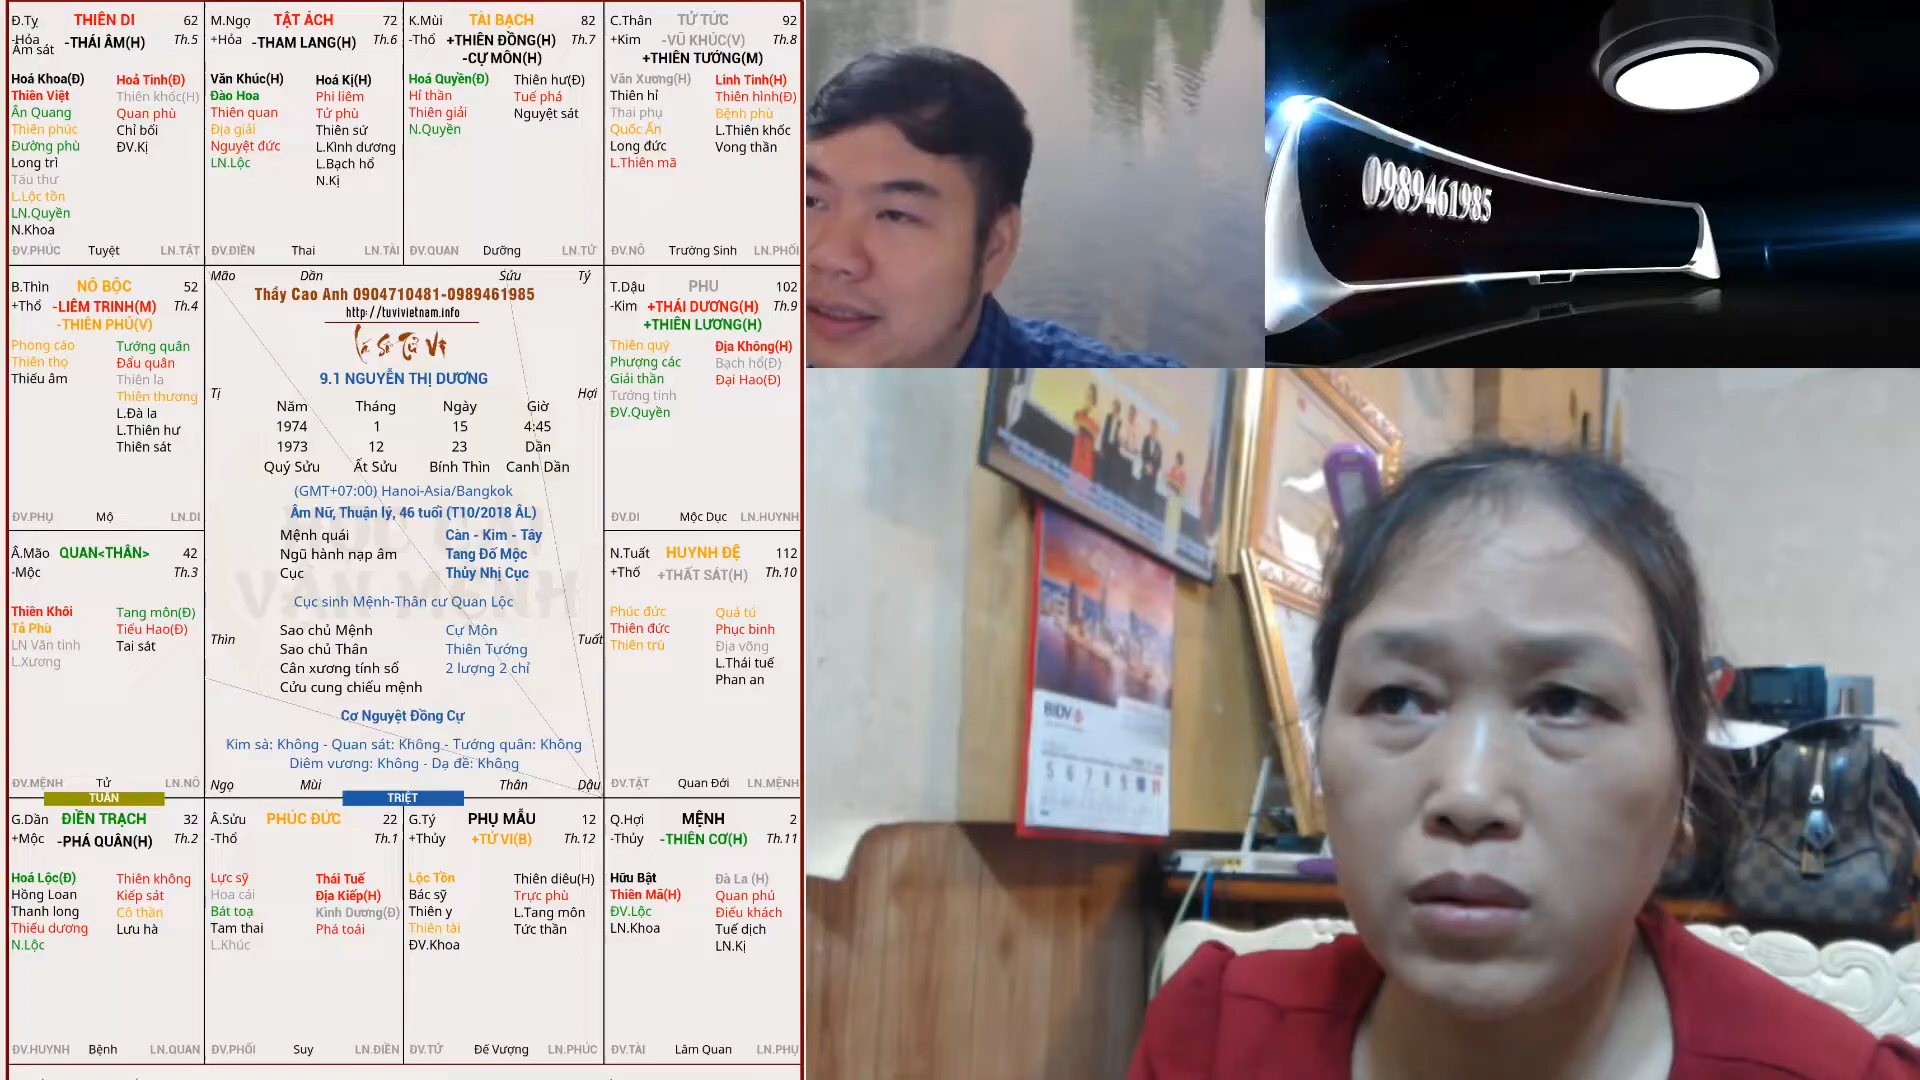 Đ.Tỵ THIÊN DI 62
-Hỏa -THÁI ÂM(H) Th.5
Âm sát
Hoá Khoa(Đ) Hoả Tinh(Đ)
Thiên Việt Thiên khốc(H)
Ân Quang Quan phù
Thiên phúc Chỉ bối
Đường phù ĐV.Kị
Long trì
Tấu thư
L.Lộc tồn
LN.Quyền
N.Khoa
ĐV.PHÚC Tuyệt LN.TẬT
M.Ngọ TẬT ÁCH 72
+Hỏa -THAM LANG(H) Th.6
Văn Khúc(H) Hoá Kị(H)
Đào Hoa Phi liêm
Thiên quan Tử phù
Địa giải Thiên sứ
Nguyệt đức L.Kình dương
LN.Lộc L.Bạch hổ
N.Kị
ĐV.ĐIỀN Thai LN.TÀI
K.Mùi TÀI BẠCH 82
-Thổ +THIÊN ĐỒNG(H) Th.7
-CỰ MÔN(H)
Hoá Quyền(Đ) Thiên hư(Đ)
Hỉ thần Tuế phá
Thiên giải Nguyệt sát
N.Quyền
ĐV.QUAN Dưỡng LN.TỬ
C.Thân TỬ TỨC 92
+Kim -VŨ KHÚC(V) Th.8
+THIÊN TƯỚNG(M)
Văn Xương(H) Linh Tinh(H)
Thiên hỉ Thiên hình(Đ)
Thai phụ Bệnh phù
Quốc Ấn L.Thiên khốc
Long đức Vong thần
L.Thiên mã
ĐV.NÔ Trường Sinh LN.PHỐI
B.Thìn NÔ BỘC 52
+Thổ -LIÊM TRINH(M) Th.4
-THIÊN PHỦ(V)
Phong cáo Tướng quân
Thiên thọ Đẩu quân
Thiếu âm Thiên la
Thiên thương
L.Đà la
L.Thiên hư
Thiên sát
ĐV.PHỤ Mộ LN.DI
Mão Dần Sửu Tý
Thầy Cao Anh 0904710481-0989461985
http://tuvivietnam.info
Lá Số Tử Vi
9.1 NGUYỄN THỊ DƯƠNG
Tị Hợi
Năm Tháng Ngày Giờ
1974 1 15 4:45
1973 12 23 Dần
Quý Sửu Ất Sửu Bính Thìn Canh Dần
(GMT+07:00) Hanoi-Asia/Bangkok
Âm Nữ, Thuận lý, 46 tuổi (T10/2018 ÂL)
Mệnh quái Càn - Kim - Tây
Ngũ hành nạp âm Tang Đố Mộc
Cục Thủy Nhị Cục
Cục sinh Mệnh-Thân cư Quan Lộc
Thìn Tuất
Sao chủ Mệnh Cự Môn
Sao chủ Thân Thiên Tướng
Cân xương tính số 2 lượng 2 chỉ
Cửu cung chiếu mệnh
Cơ Nguyệt Đồng Cự
Kim sà: Không - Quan sát: Không - Tướng quân: Không
Diêm vương: Không - Dạ đề: Không
Ngọ Mùi Thân Dậu
T.Dậu PHU 102
-Kim +THÁI DƯƠNG(H) Th.9
+THIÊN LƯƠNG(H)
Thiên quý Địa Không(H)
Phượng các Bạch hổ(Đ)
Giải thần Đại Hao(Đ)
Tướng tinh
ĐV.Quyền
ĐV.DI Mộc Dục LN.HUYNH
Â.Mão QUAN<THÂN> 42
-Mộc Th.3
Thiên Khôi Tang môn(Đ)
Tả Phù Tiểu Hao(Đ)
LN Văn tinh Tai sát
L.Xương
ĐV.MỆNH Tử LN.NÔ
N.Tuất HUYNH ĐỆ 112
+Thổ +THẤT SÁT(H) Th.10
Phúc đức Quả tú
Thiên đức Phục binh
Thiên trù Địa võng
L.Thái tuế
Phan an
ĐV.TẬT Quan Đới LN.MỆNH
TUẦN TRIỆT
G.Dần ĐIỀN TRẠCH 32
+Mộc -PHÁ QUÂN(H) Th.2
Hoá Lộc(Đ) Thiên không
Hồng Loan Kiếp sát
Thanh long Cô thần
Thiếu dương Lưu hà
N.Lộc
ĐV.HUYNH Bệnh LN.QUAN
Â.Sửu PHÚC ĐỨC 22
-Thổ Th.1
Lực sỹ Thái Tuế
Hoa cái Địa Kiếp(H)
Bát toạ Kình Dương(Đ)
Tam thai Phá toái
L.Khúc
ĐV.PHỐI Suy LN.ĐIỀN
G.Tý PHỤ MẪU 12
+Thủy +TỬ VI(B) Th.12
Lộc Tồn Thiên diêu(H)
Bác sỹ Trực phù
Thiên y L.Tang môn
Thiên tài Tức thần
ĐV.Khoa
ĐV.TỬ Đế Vượng LN.PHÚC
Q.Hợi MỆNH 2
-Thủy -THIÊN CƠ(H) Th.11
Hữu Bật Đà La (H)
Thiên Mã(H) Quan phủ
ĐV.Lộc Điếu khách
LN.Khoa Tuế dịch
LN.Kị
ĐV.TÀI Lâm Quan LN.PHỤ
0989461985
BIDV
5 6 7 8 9 10 11